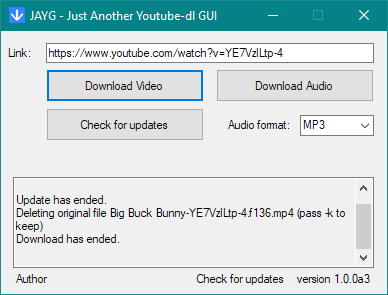 JAYG - Just Another Youtube-dl GUI
Link: https://www.youtube.com/watch?v=YE7VzlLtp-4
Download Video Download Audio
Check for updates Audio format: MP3
Update has ended.
Deleting original file Big Buck Bunny-YE7VzlLtp-4.f136.mp4 (pass -k to
keep)
Download has ended.
Author Check for updates version 1.0.0a3